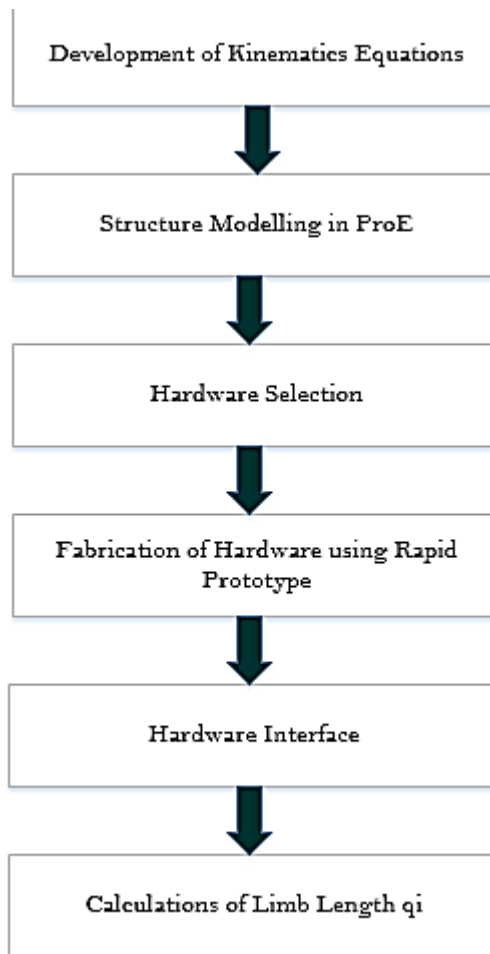 Development of Kinematics Equations
Structure Modelling in ProE
Hardware Selection
Fabrication of Hardware using Rapid
Prototype
Hardware Interface
Calculations of Limb Length qi